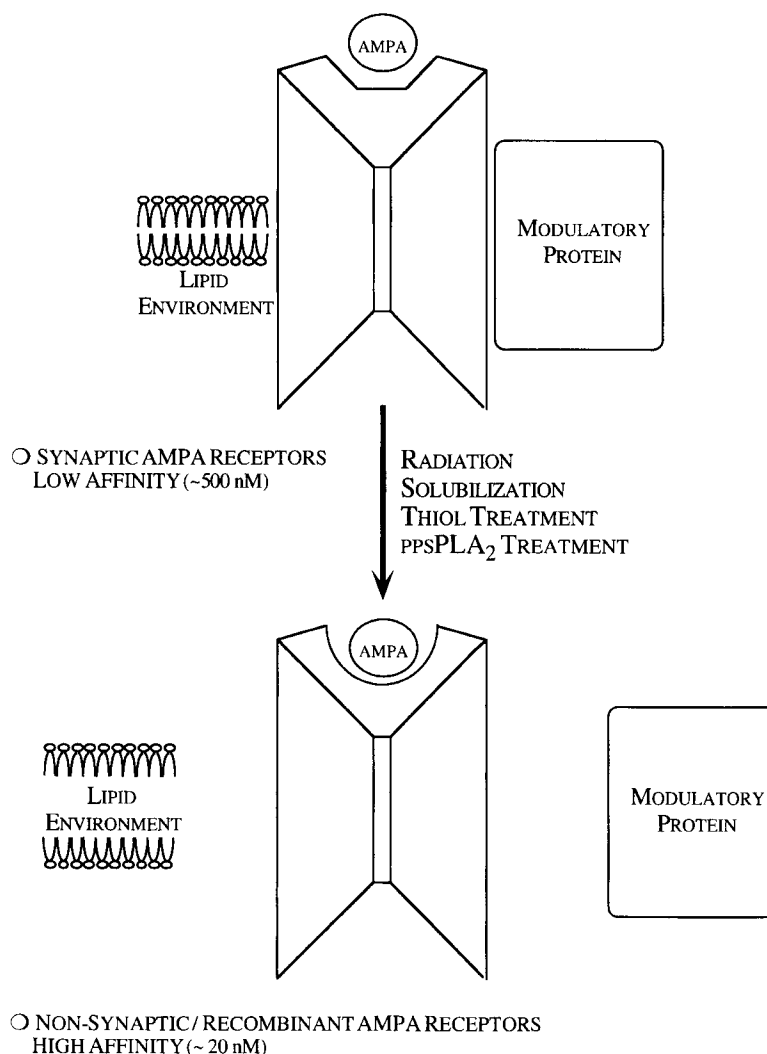 AMPA
MODULATORY
PROTEIN
LIPID
ENVIRONMENT
❍ SYNAPTIC AMPA RECEPTORS
LOW AFFINITY (~500 nM)
RADIATION
SOLUBILIZATION
THIOL TREATMENT
PPSPLA₂ TREATMENT
AMPA
LIPID
ENVIRONMENT
MODULATORY
PROTEIN
❍ NON-SYNAPTIC / RECOMBINANT AMPA RECEPTORS
HIGH AFFINITY (~ 20 nM)